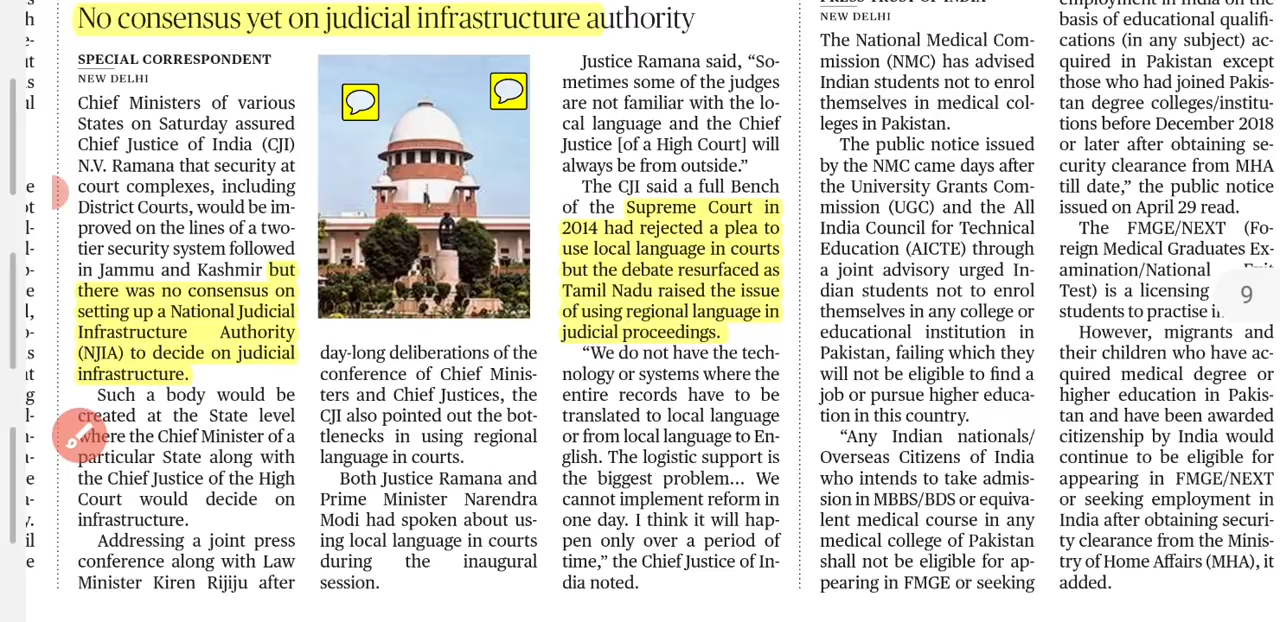 No consensus yet on judicial infrastructure authority
SPECIAL CORRESPONDENT
NEW DELHI
Chief Ministers of various
States on Saturday assured
Chief Justice of India (CJI)
N.V. Ramana that security at
court complexes, including
District Courts, would be im-
proved on the lines of a two-
tier security system followed
in Jammu and Kashmir but
there was no consensus on
setting up a National Judicial
Infrastructure Authority
(NJIA) to decide on judicial
infrastructure.
Such a body would be
created at the State level
where the Chief Minister of a
particular State along with
the Chief Justice of the High
Court would decide on
infrastructure.
Addressing a joint press
conference along with Law
Minister Kiren Rijiju after
day-long deliberations of the
conference of Chief Minis-
ters and Chief Justices, the
CJI also pointed out the bot-
tlenecks in using regional
language in courts.
Both Justice Ramana and
Prime Minister Narendra
Modi had spoken about us-
ing local language in courts
during the inaugural
session.
Justice Ramana said, “So-
metimes some of the judges
are not familiar with the lo-
cal language and the Chief
Justice [of a High Court] will
always be from outside.”
The CJI said a full Bench
of the Supreme Court in
2014 had rejected a plea to
use local language in courts
but the debate resurfaced as
Tamil Nadu raised the issue
of using regional language in
judicial proceedings.
“We do not have the tech-
nology or systems where the
entire records have to be
translated to local language
or from local language to En-
glish. The logistic support is
the biggest problem... We
cannot implement reform in
one day. I think it will hap-
pen only over a period of
time,” the Chief Justice of In-
dia noted.
NEW DELHI
The National Medical Com-
mission (NMC) has advised
Indian students not to enrol
themselves in medical col-
leges in Pakistan.
The public notice issued
by the NMC came days after
the University Grants Com-
mission (UGC) and the All
India Council for Technical
Education (AICTE) through
a joint advisory urged In-
dian students not to enrol
themselves in any college or
educational institution in
Pakistan, failing which they
will not be eligible to find a
job or pursue higher educa-
tion in this country.
“Any Indian nationals/
Overseas Citizens of India
who intends to take admis-
sion in MBBS/BDS or equiva-
lent medical course in any
medical college of Pakistan
shall not be eligible for ap-
pearing in FMGE or seeking
employment in India on the
basis of educational qualifi-
cations (in any subject) ac-
quired in Pakistan except
those who had joined Pakis-
tan degree colleges/institu-
tions before December 2018
or later after obtaining se-
curity clearance from MHA
till date,” the public notice
issued on April 29 read.
The FMGE/NEXT (Fo-
reign Medical Graduates Ex-
amination/National
Test) is a licensing
students to practise
However, migrants and
their children who have ac-
quired medical degree or
higher education in Pakis-
tan and have been awarded
citizenship by India would
continue to be eligible for
appearing in FMGE/NEXT
or seeking employment in
India after obtaining securi-
ty clearance from the Minis-
try of Home Affairs (MHA), it
added.
9